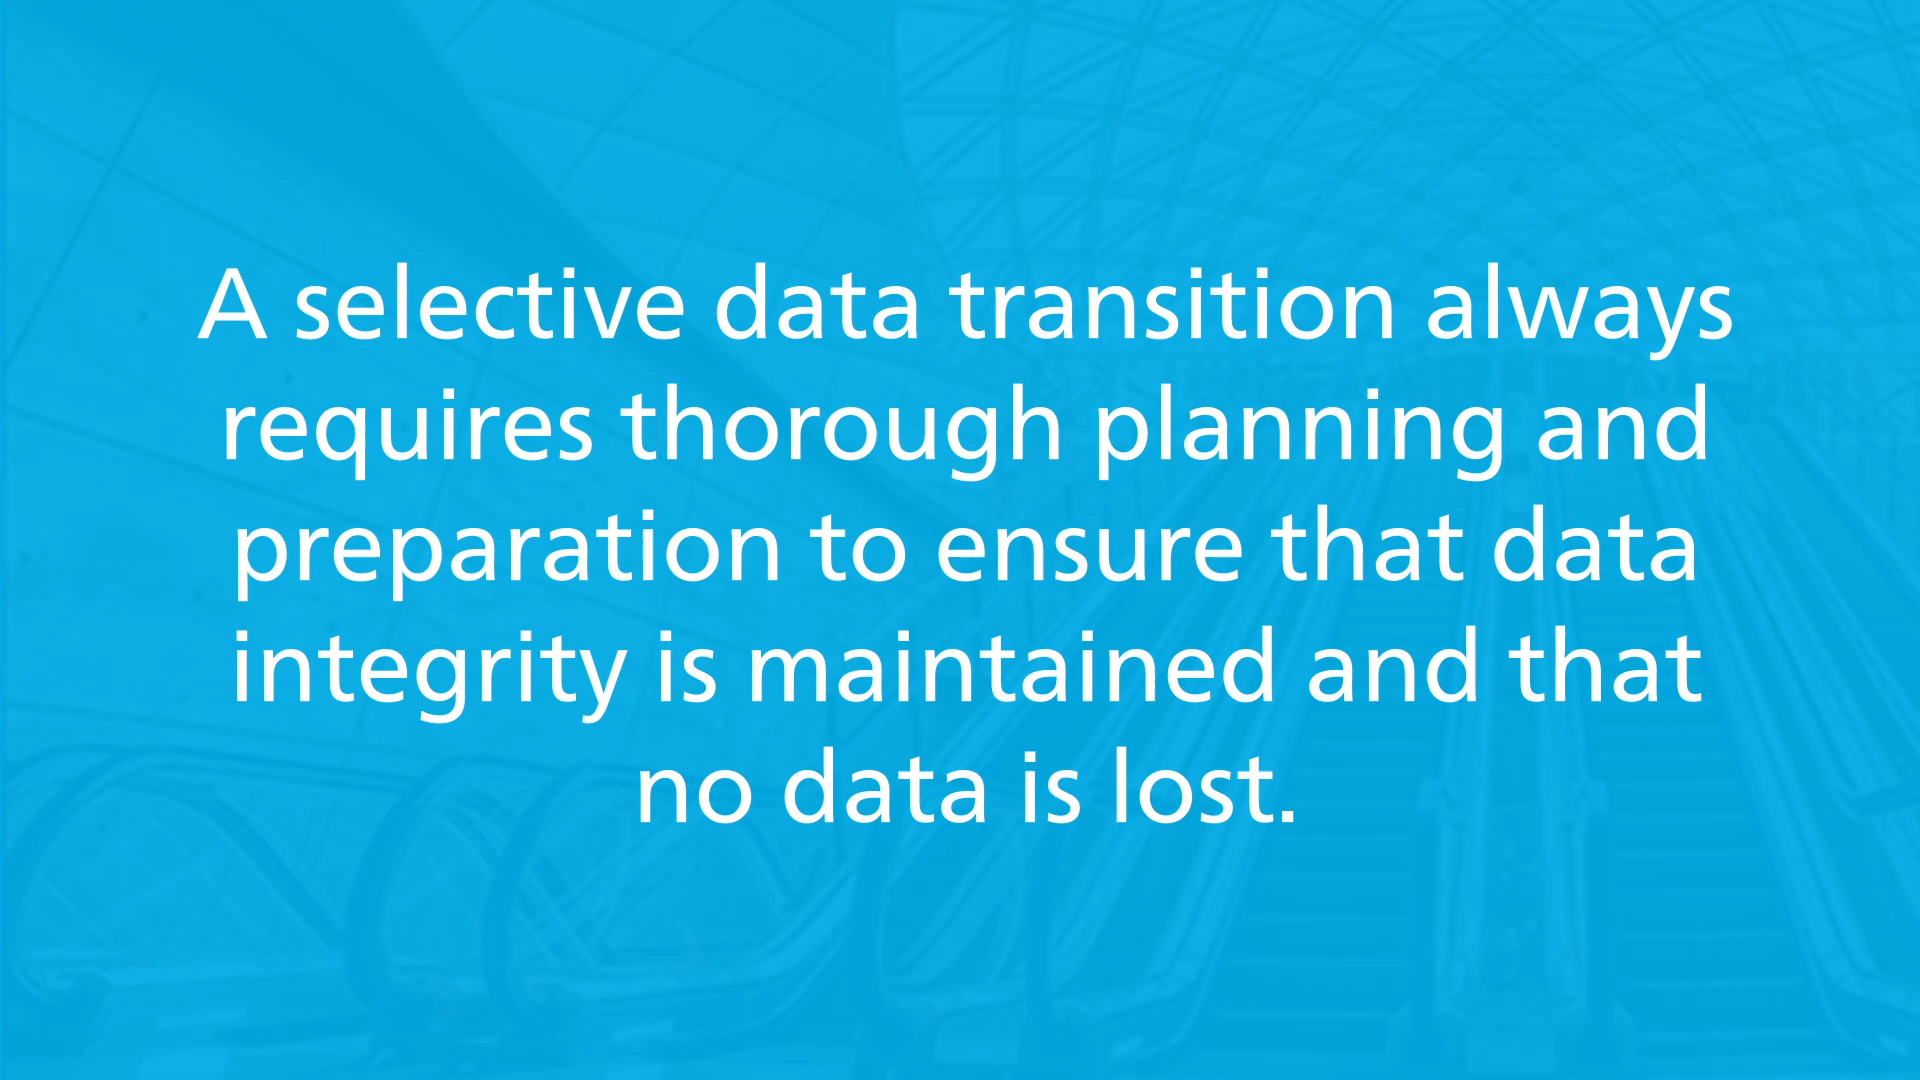 A selective data transition always
requires thorough planning and
preparation to ensure that data
integrity is maintained and that
no data is lost.